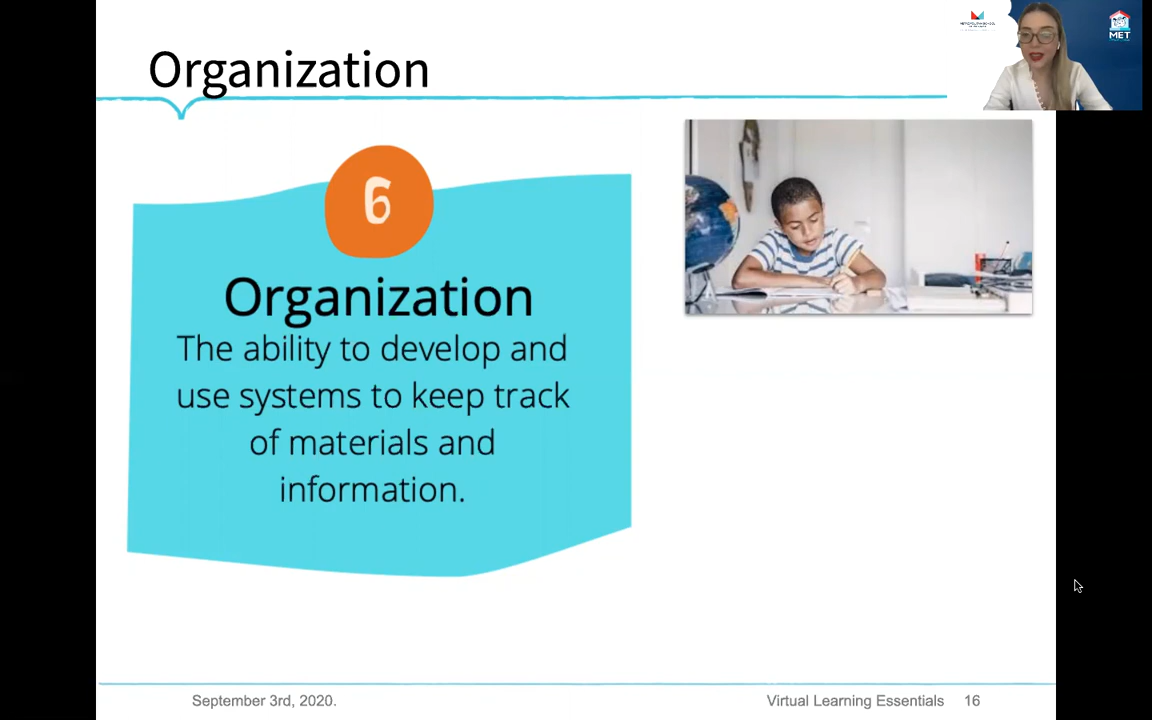 Organization
MET
6
Organization
The ability to develop and
use systems to keep track
of materials and
information.
September 3rd, 2020.
Virtual Learning Essentials 16